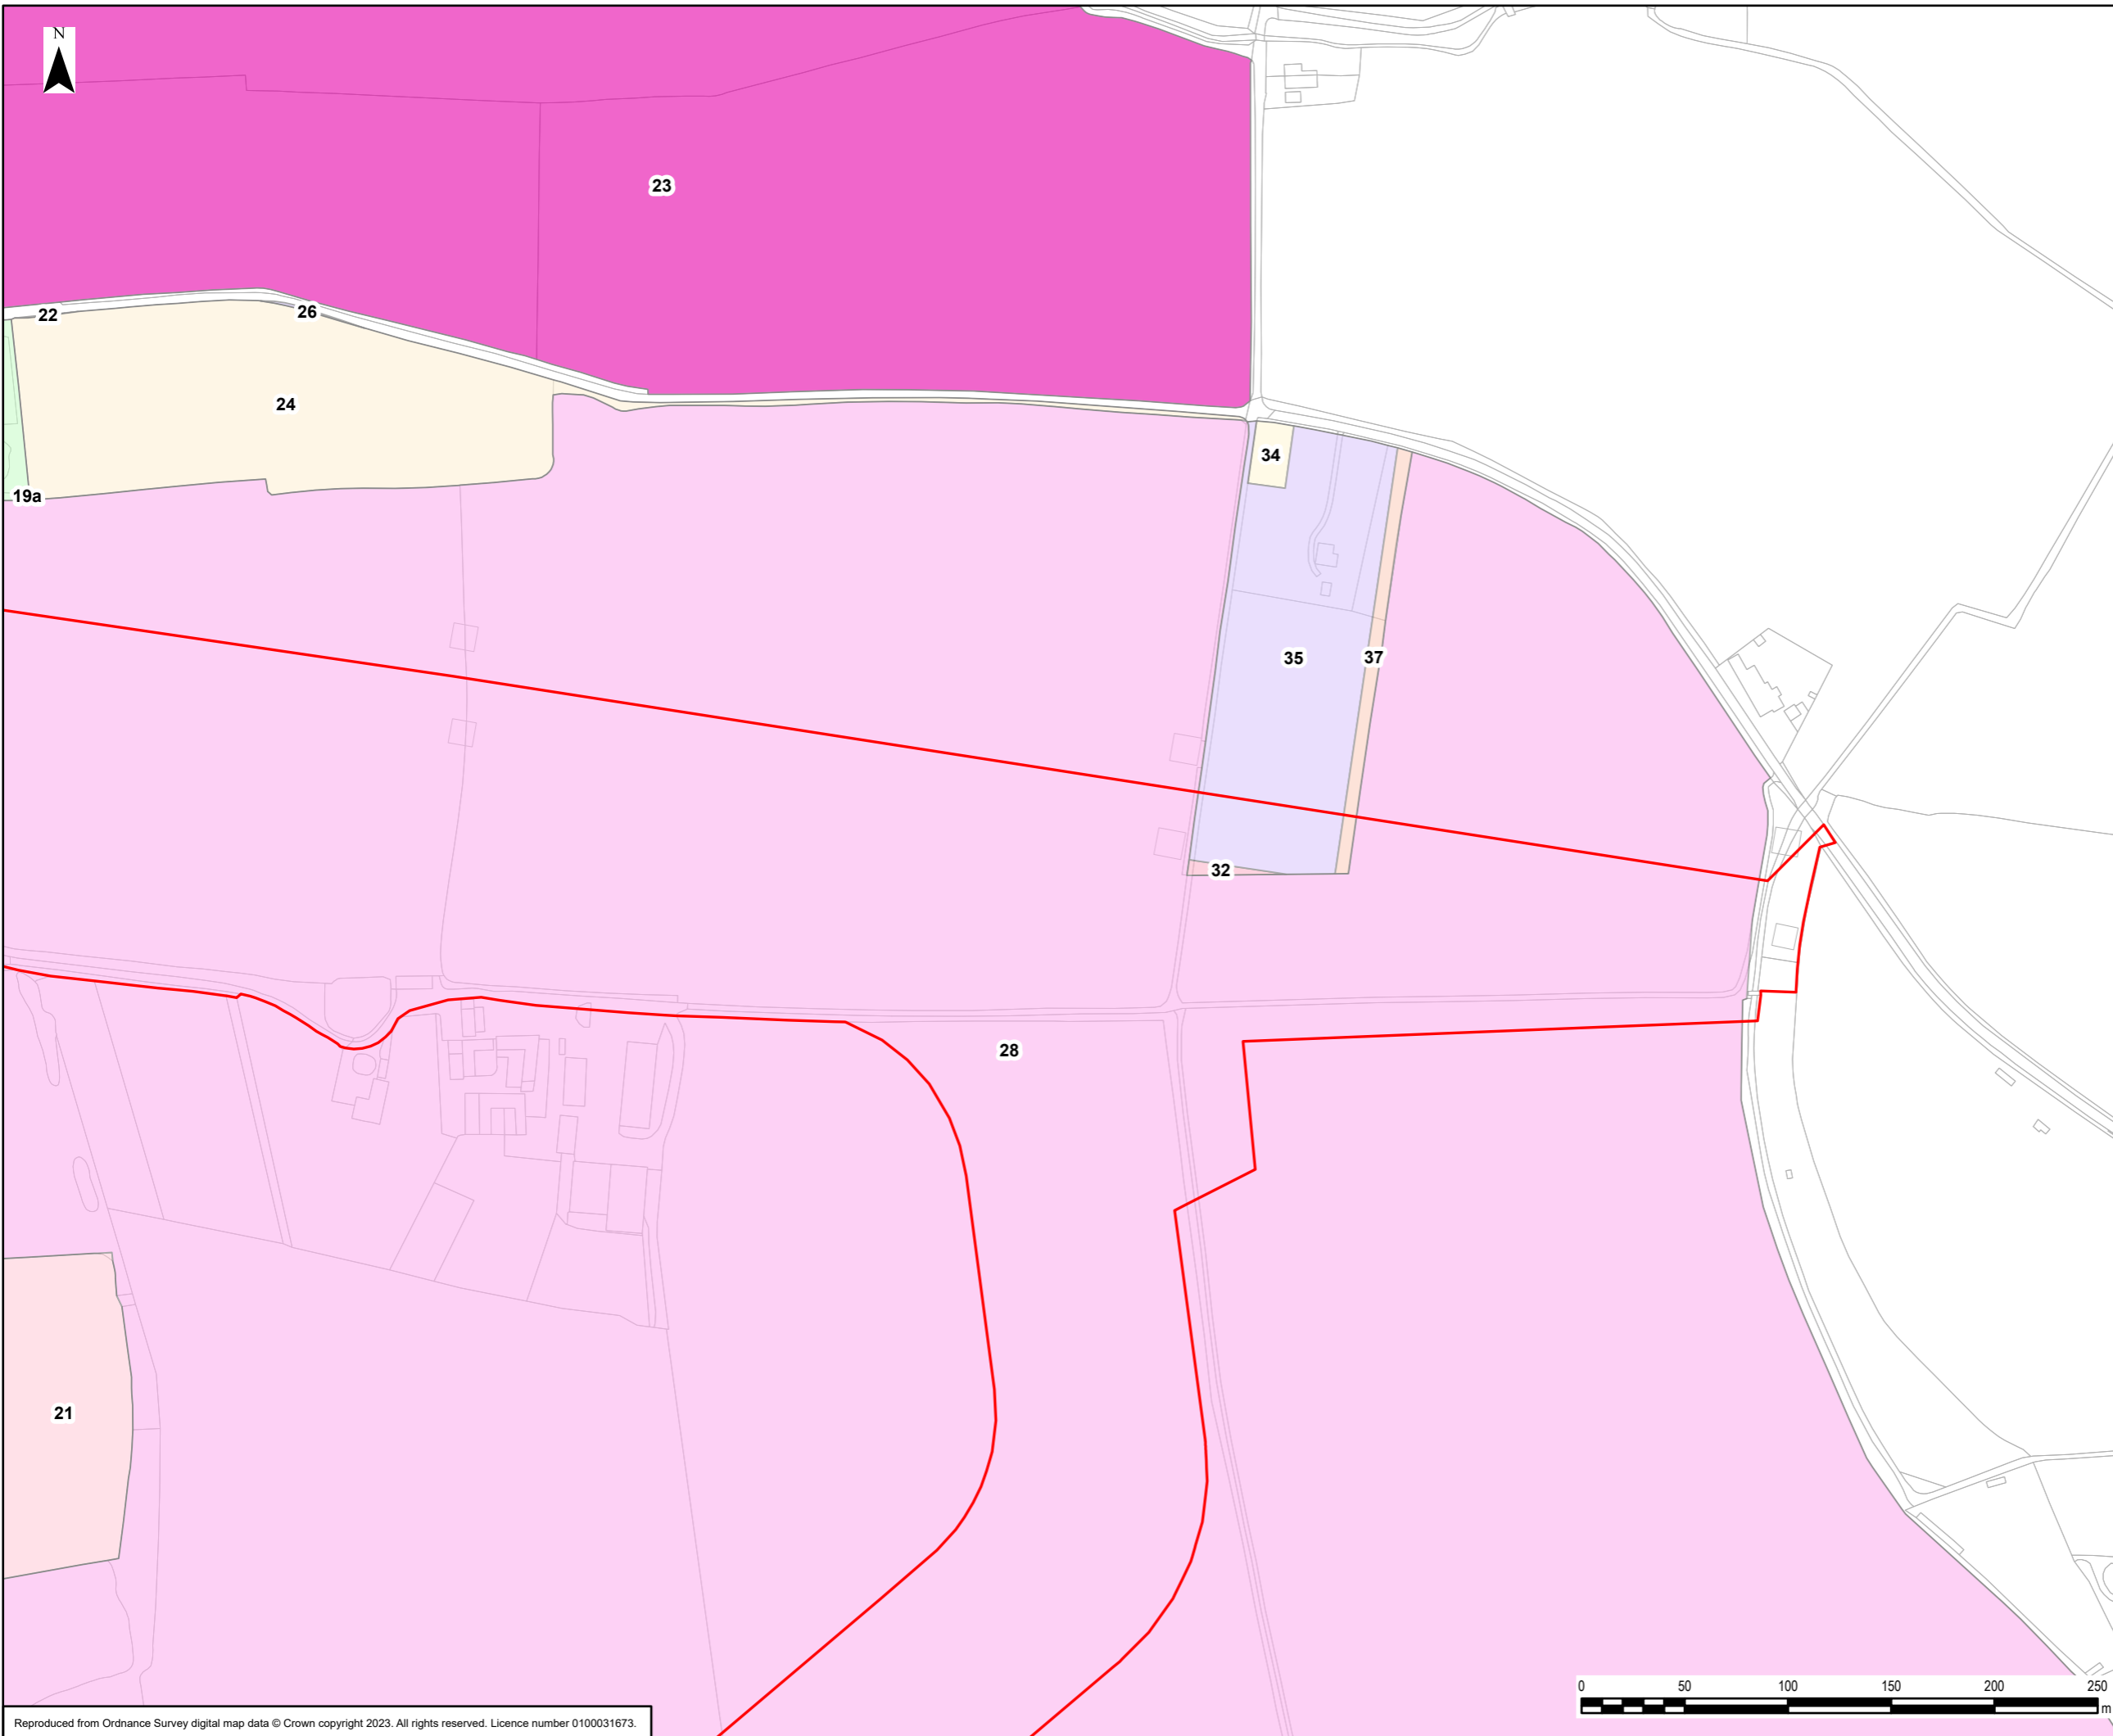 N
23
22
26
24
34
19a
35
37
32
28
21
0 50 100 150 200 250
m
Reproduced from Ordnance Survey digital map data © Crown copyright 2023. All rights reserved. Licence number 0100031673.